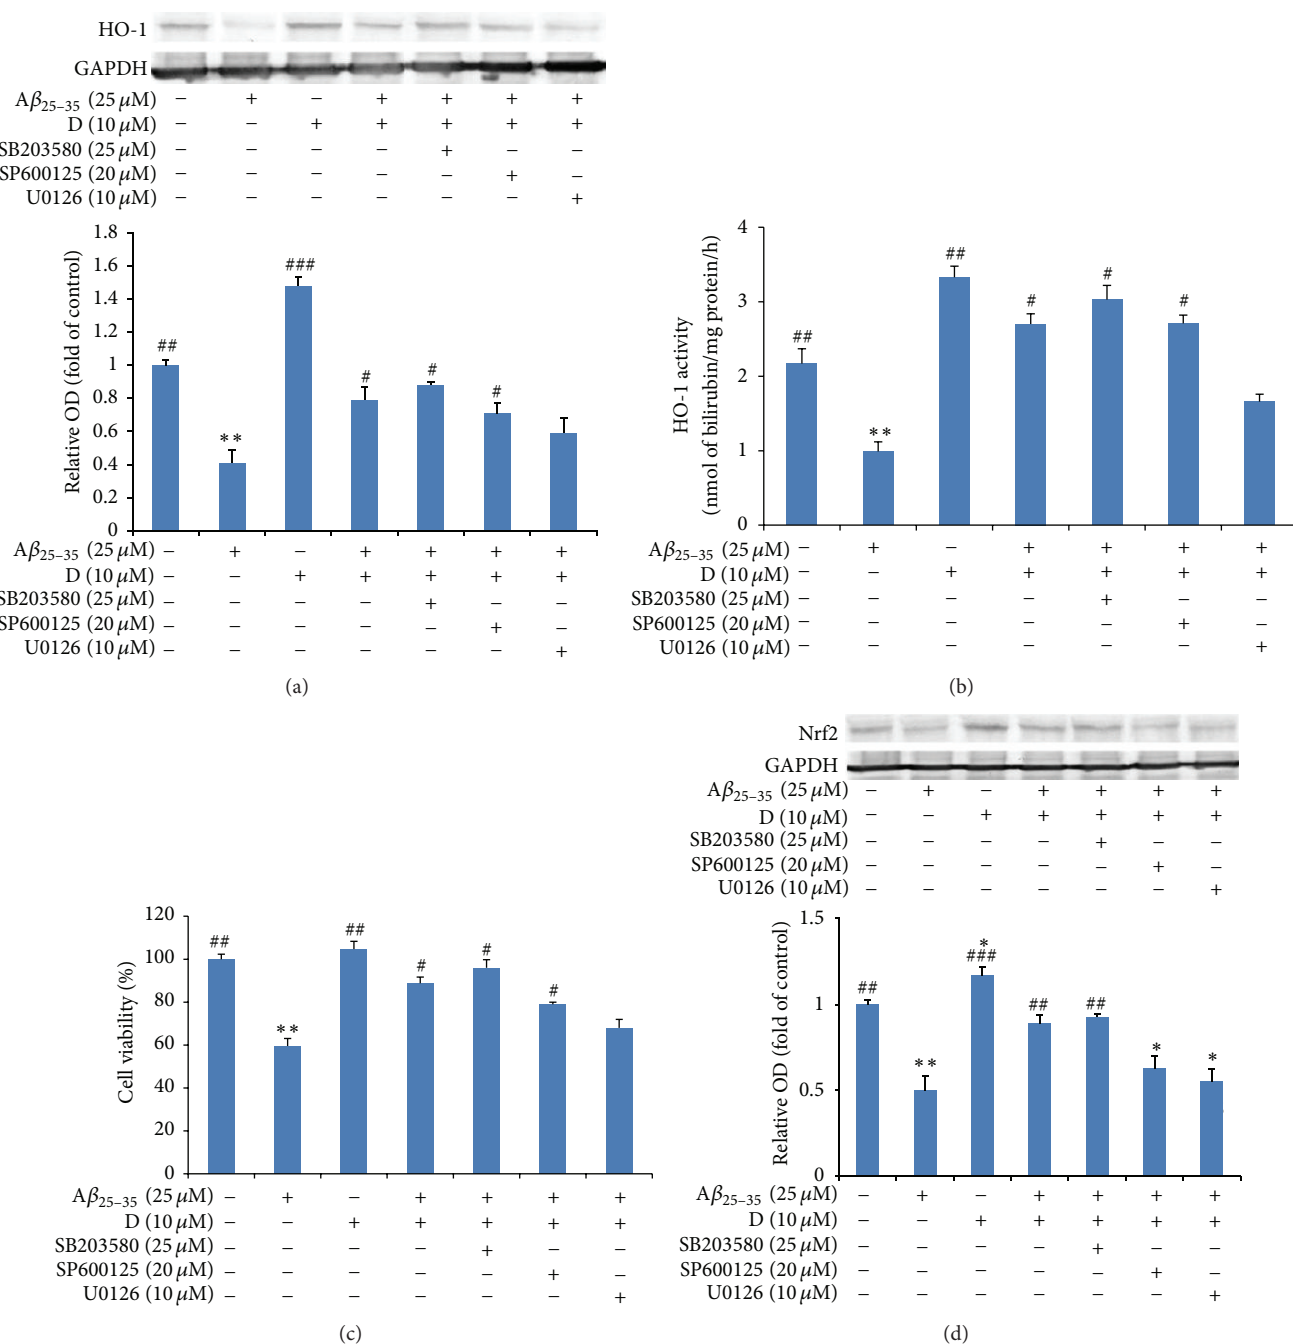 HO-1
GAPDH
Aβ25–35 (25 μM) − + − + + + +
D (10 μM) − − + + + + +
SB203580 (25 μM) − − − − + − −
SP600125 (20 μM) − − − − − + −
U0126 (10 μM) − − − − − − +
Relative OD (fold of control)
1.8
1.6
1.4
1.2
1
0.8
0.6
0.4
0.2
0
## ** ### # # #
Aβ25–35 (25 μM) − + − + + + +
D (10 μM) − − + + + + +
SB203580 (25 μM) − − − − + − −
SP600125 (20 μM) − − − − − + −
U0126 (10 μM) − − − − − − +
(a)
HO-1 activity
(nmol of bilirubin/mg protein/h)
4
3
2
1
0
## ** ## # # #
Aβ25–35 (25 μM) − + − + + + +
D (10 μM) − − + + + + +
SB203580 (25 μM) − − − − + − −
SP600125 (20 μM) − − − − − + −
U0126 (10 μM) − − − − − − +
(b)
Cell viability (%)
120
100
80
60
40
20
0
## ** ## # # #
Aβ25–35 (25 μM) − + − + + + +
D (10 μM) − − + + + + +
SB203580 (25 μM) − − − − + − −
SP600125 (20 μM) − − − − − + −
U0126 (10 μM) − − − − − − +
(c)
Nrf2
GAPDH
Aβ25–35 (25 μM) − + − + + + +
D (10 μM) − − + + + + +
SB203580 (25 μM) − − − − + − −
SP600125 (20 μM) − − − − − + −
U0126 (10 μM) − − − − − − +
Relative OD (fold of control)
1.5
1
0.5
0
*
## ** ### ## ## * *
Aβ25–35 (25 μM) − + − + + + +
D (10 μM) − − + + + + +
SB203580 (25 μM) − − − − + − −
SP600125 (20 μM) − − − − − + −
U0126 (10 μM) − − − − − − +
(d)